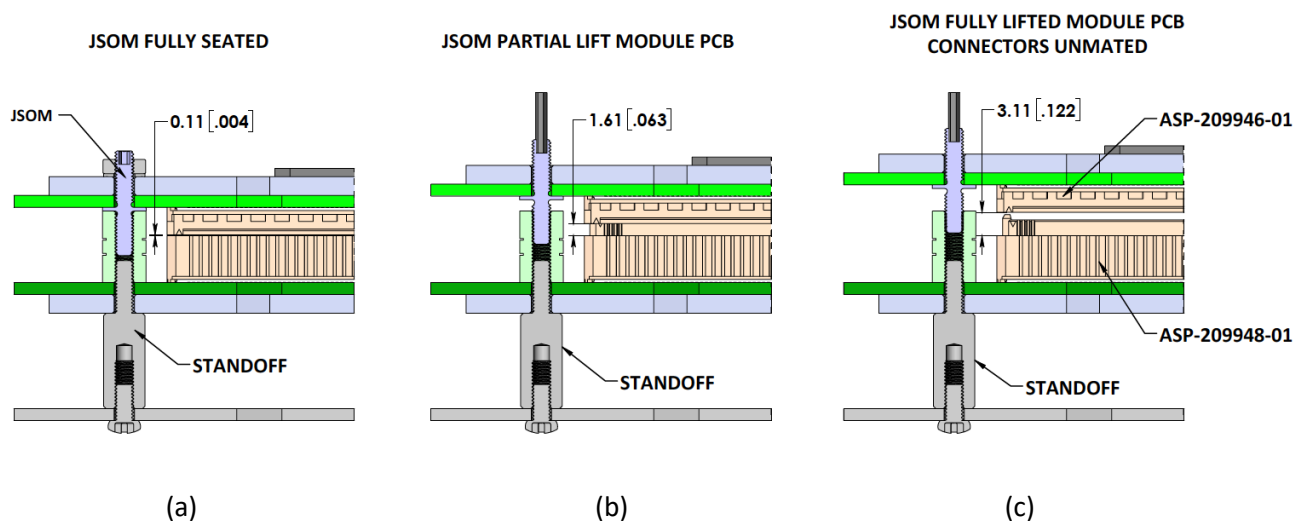 JSOM FULLY SEATED
JSOM
0.11 [.004]
STANDOFF
(a)
JSOM PARTIAL LIFT MODULE PCB
1.61 [.063]
STANDOFF
(b)
JSOM FULLY LIFTED MODULE PCB
CONNECTORS UNMATED
3.11 [.122]
ASP-209946-01
ASP-209948-01
STANDOFF
(c)